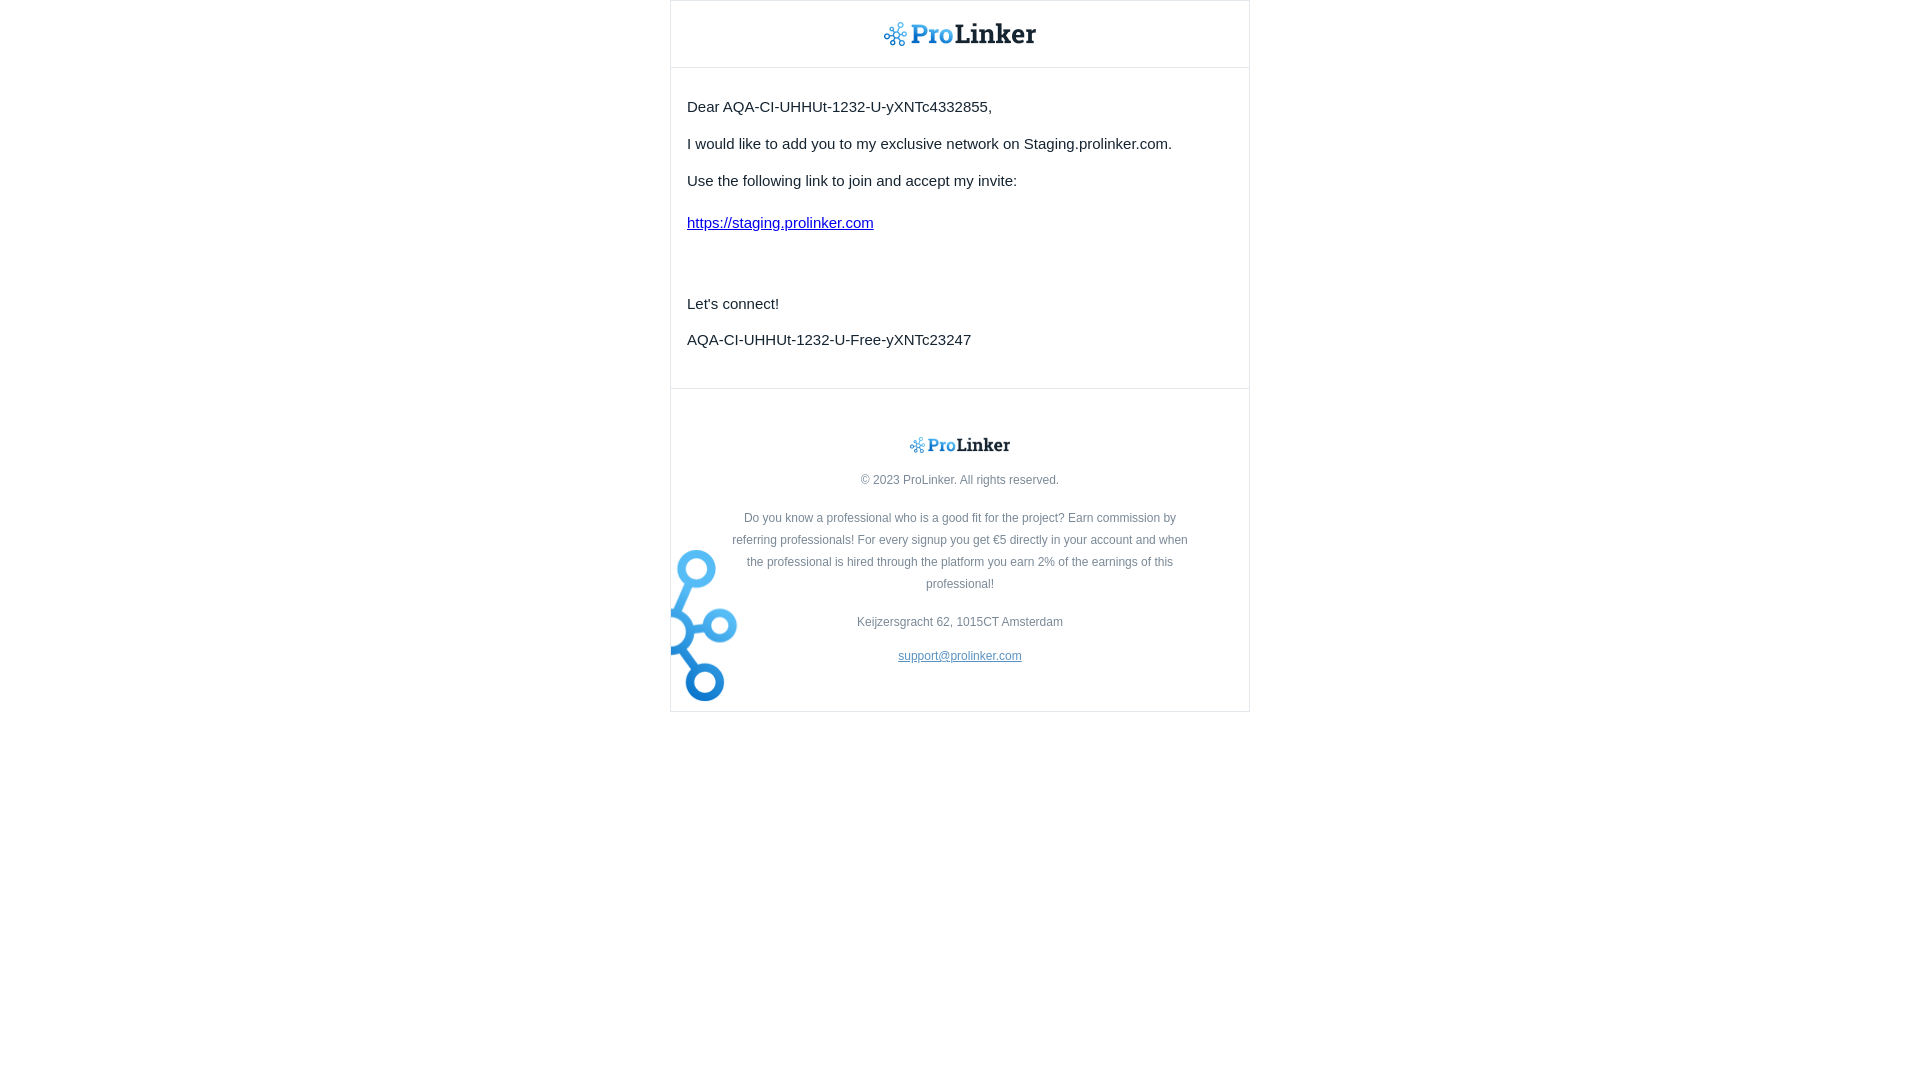 ProLinker
Dear AQA-CI-UHHUt-1232-U-yXNTc4332855,
I would like to add you to my exclusive network on Staging.prolinker.com.
Use the following link to join and accept my invite:
https://staging.prolinker.com
Let's connect!
AQA-CI-UHHUt-1232-U-Free-yXNTc23247
ProLinker
© 2023 ProLinker. All rights reserved.
Do you know a professional who is a good fit for the project? Earn commission by
referring professionals! For every signup you get €5 directly in your account and when
the professional is hired through the platform you earn 2% of the earnings of this
professional!
Keijzersgracht 62, 1015CT Amsterdam
support@prolinker.com